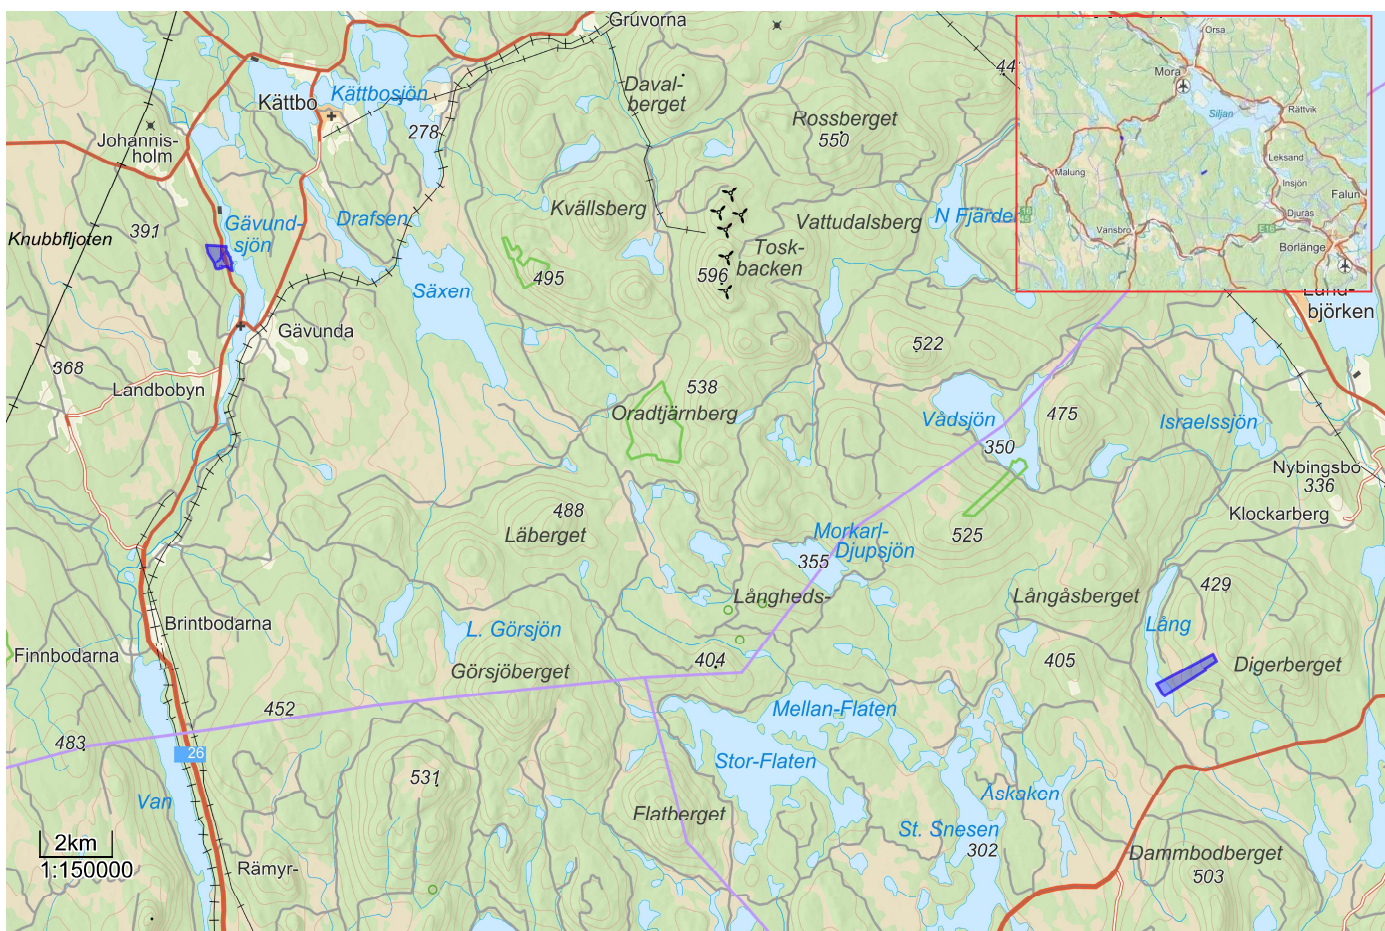 Gruvorna
Daval-
berget
44
Orsa
Mora
Siljan
Rättvik
Leksand
Malung
Insjön
Falun
Djurås
Vansbro
E16
Borlänge
Kättbosjön
Kättbo
278
Rossberget
550
Johannis-
holm
Kvällsberg
Vattudalsberg
N Fjärden
391
Gävund-
sjön
Drafsen
Knubbfljoten
Tosk-
backen
495
596
Säxen
björken
Gävunda
522
368
Landbobyn
538
Oradtjärnberg
Vådsjön
475
Israelssjön
350
Nybingsbo
336
Klockarberg
488
Läberget
Morkarl-
Djupsjön
525
355
Långheds-
Långåsberget
429
Brintbodarna
L. Görsjön
Lång
Finnbodarna
Görsjöberget
404
405
Digerberget
452
Mellan-Flaten
483
26
Stor-Flaten
531
Van
Åskaken
Flatberget
St. Snesen
302
2km
1:150000
Rämyr-
Dammbodberget
503